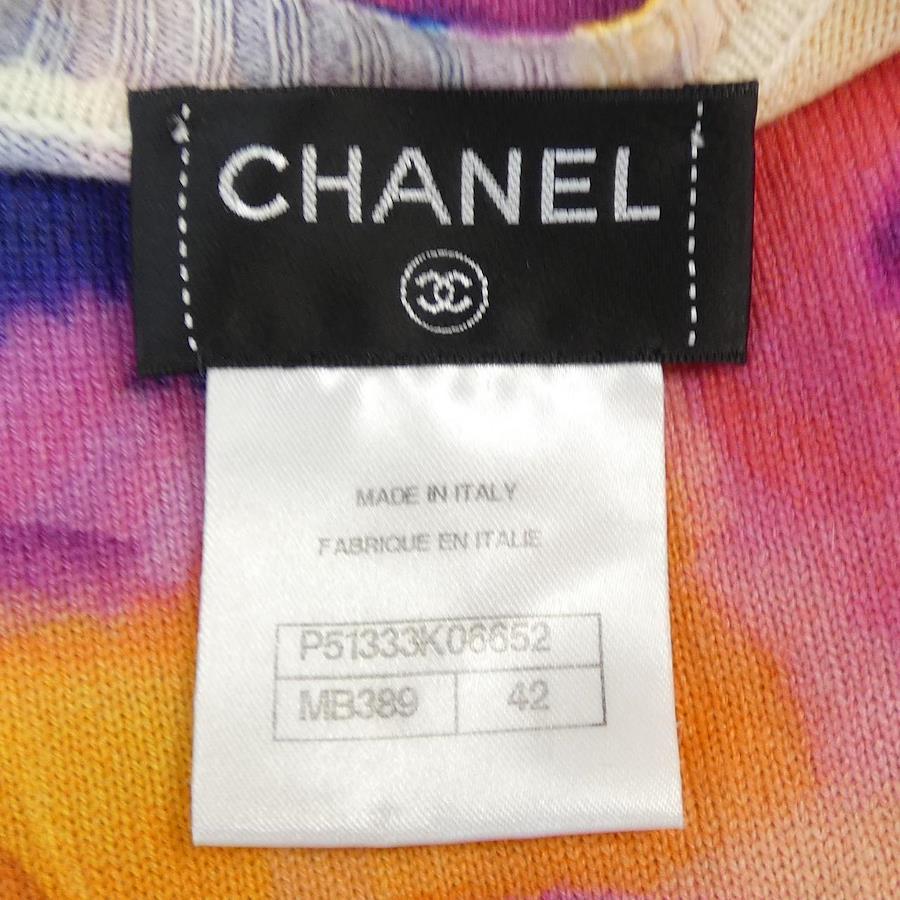 CHANEL
MADE IN ITALY
FABRIQUE EN ITALIE
P51333K06652
MB389 42